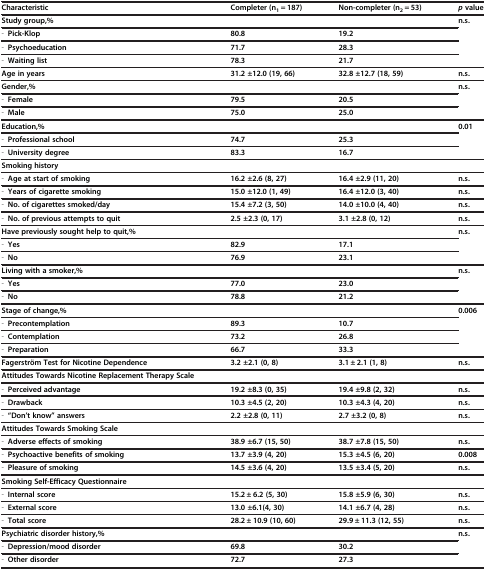 Characteristic Completer (n1 = 187) Non-completer (n2 = 53) p value
Study group,% n.s.
- Pick-Klop 80.8 19.2
- Psychoeducation 71.7 28.3
- Waiting list 78.3 21.7
Age in years 31.2 ±12.0 (19, 66) 32.8 ±12.7 (18, 59) n.s.
Gender,% n.s.
- Female 79.5 20.5
- Male 75.0 25.0
Education,% 0.01
- Professional school 74.7 25.3
- University degree 83.3 16.7
Smoking history
- Age at start of smoking 16.2 ±2.6 (8, 27) 16.4 ±2.9 (11, 20) n.s.
- Years of cigarette smoking 15.0 ±12.0 (1, 49) 16.4 ±12.0 (3, 40) n.s.
- No. of cigarettes smoked/day 15.4 ±7.2 (3, 50) 14.0 ±10.0 (4, 40) n.s.
- No. of previous attempts to quit 2.5 ±2.3 (0, 17) 3.1 ±2.8 (0, 12) n.s.
Have previously sought help to quit,% n.s.
- Yes 82.9 17.1
- No 76.9 23.1
Living with a smoker,% n.s.
- Yes 77.0 23.0
- No 78.8 21.2
Stage of change,% 0.006
- Precontemplation 89.3 10.7
- Contemplation 73.2 26.8
- Preparation 66.7 33.3
Fagerström Test for Nicotine Dependence 3.2 ±2.1 (0, 8) 3.1 ± 2.1 (1, 8) n.s.
Attitudes Towards Nicotine Replacement Therapy Scale
- Perceived advantage 19.2 ±8.3 (0, 35) 19.4 ±9.8 (2, 32) n.s.
- Drawback 10.3 ±4.5 (2, 20) 10.3 ±4.3 (4, 20) n.s.
- “Don't know” answers 2.2 ±2.8 (0, 11) 2.7 ±3.2 (0, 8) n.s.
Attitudes Towards Smoking Scale
- Adverse effects of smoking 38.9 ±6.7 (15, 50) 38.7 ±7.8 (15, 50) n.s.
- Psychoactive benefits of smoking 13.7 ±3.9 (4, 20) 15.3 ±4.5 (6, 20) 0.008
- Pleasure of smoking 14.5 ±3.6 (4, 20) 13.5 ±3.4 (5, 20) n.s.
Smoking Self-Efficacy Questionnaire
- Internal score 15.2 ± 6.2 (5, 30) 15.8 ±5.9 (6, 30) n.s.
- External score 13.0 ±6.1(4, 30) 14.1 ±6.7 (4, 28) n.s.
- Total score 28.2 ± 10.9 (10, 60) 29.9 ± 11.3 (12, 55) n.s.
Psychiatric disorder history,% n.s.
- Depression/mood disorder 69.8 30.2
- Other disorder 72.7 27.3